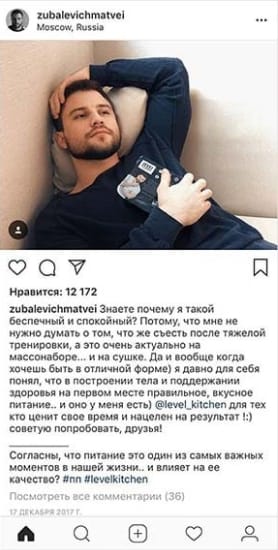 zubalevichmatvei
Moscow, Russia
Нравится: 12 172
zubalevichmatvei Знаете почему я такой
беспечный и спокойный? Потому, что мне не
нужно думать о том, что же съесть после тяжелой
тренировки, а это очень актуально на
массонаборе... и на сушке. Да и вообще когда
хочешь быть в отличной форме) я давно для себя
понял, что в построении тела и поддержании
здоровья на первом месте правильное, вкусное
питание.. и оно у меня есть) @level_kitchen для тех
кто ценит свое время и нацелен на результат !:)
советую попробовать, друзья!
Согласны, что питание это один из самых важных
моментов в нашей жизни.. и влияет на ее
качество? #пп #levelkitchen
Посмотреть все комментарии (36)
17 ДЕКАБРЯ 2017 Г.